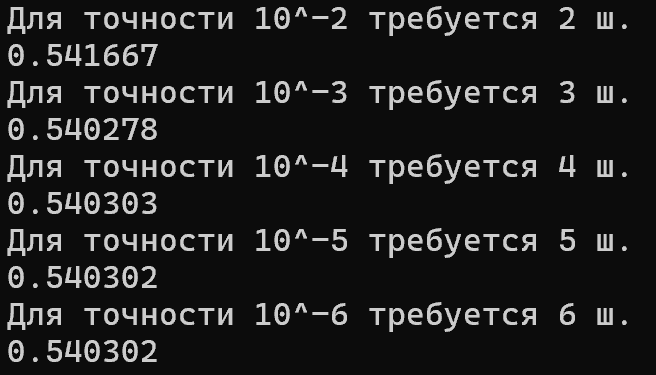 Для точности 10^-2 требуется 2 ш.
0.541667
Для точности 10^-3 требуется 3 ш.
0.540278
Для точности 10^-4 требуется 4 ш.
0.540303
Для точности 10^-5 требуется 5 ш.
0.540302
Для точности 10^-6 требуется 6 ш.
0.540302